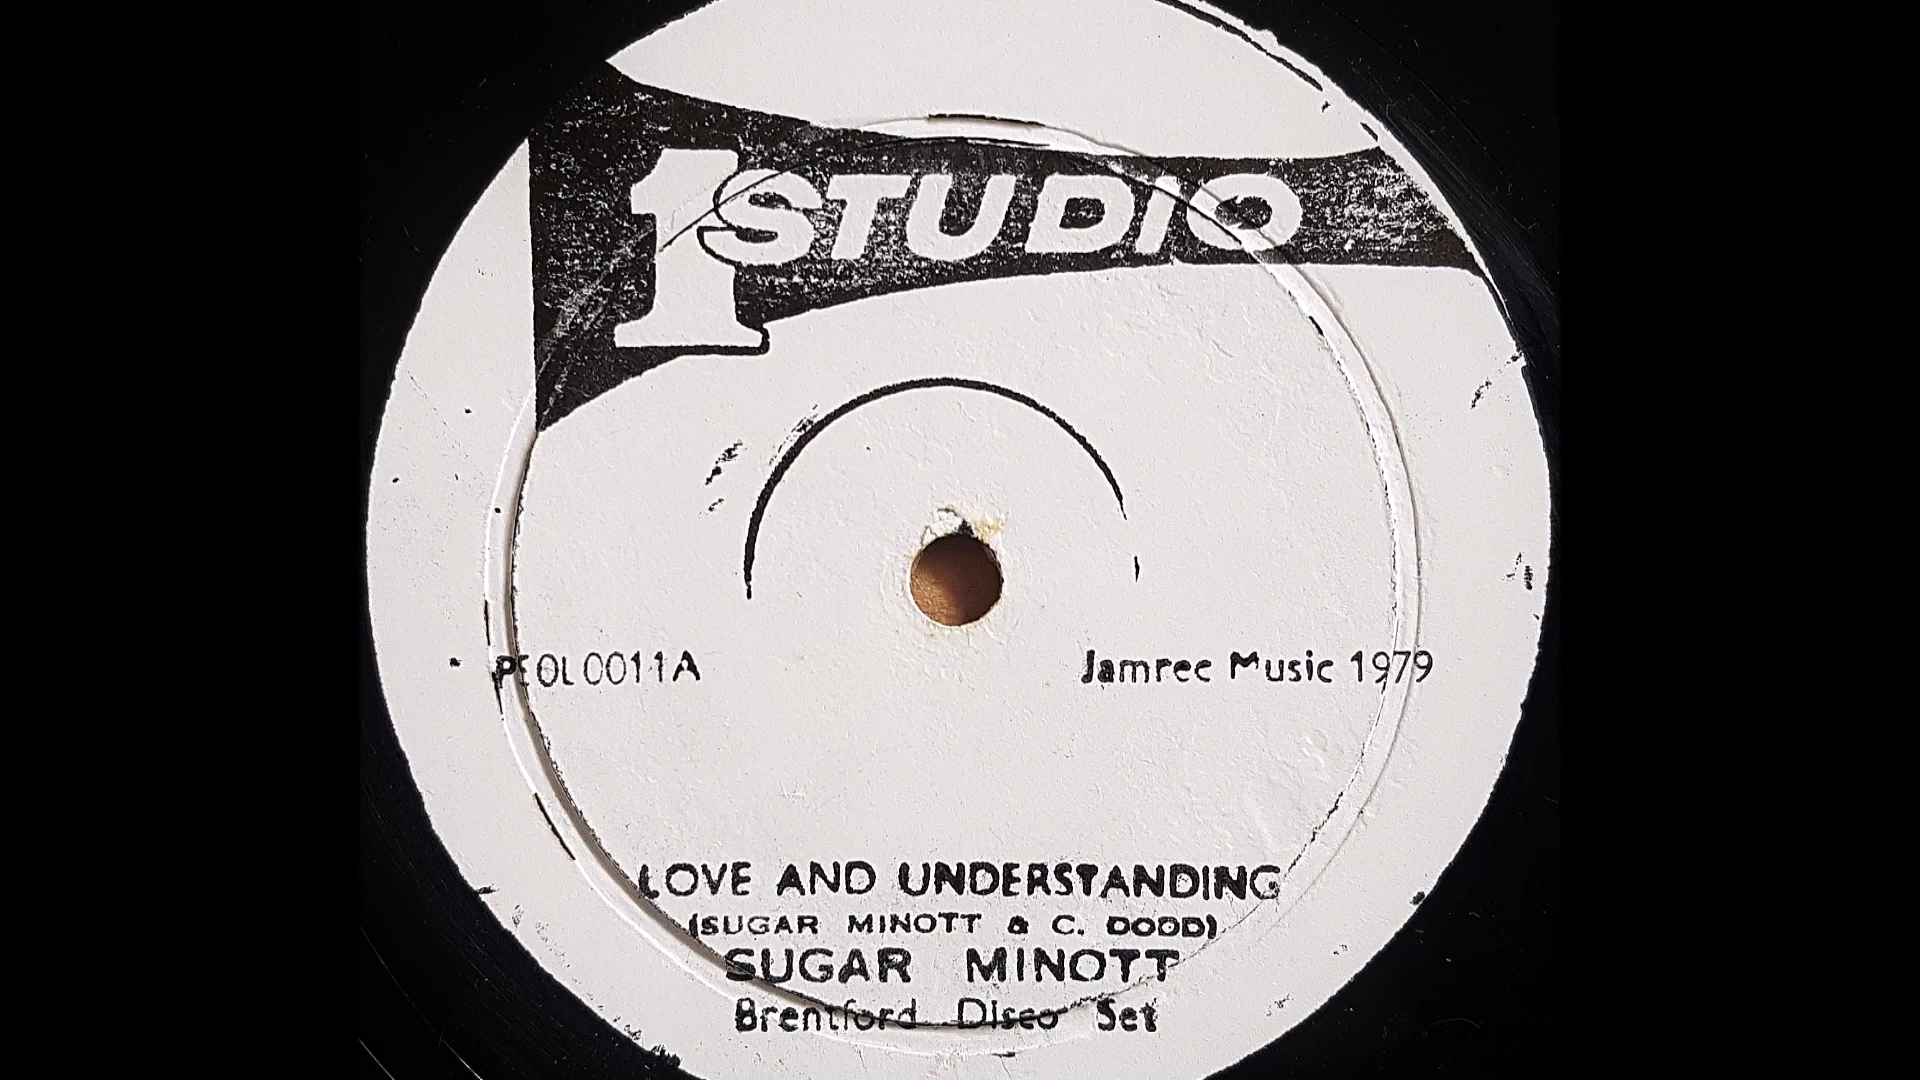 1 STUDIO
PEOL0011A
Jamrec Music 1979
LOVE AND UNDERSTANDING
(SUGAR MINOTT & C. DODD)
SUGAR MINOTT
Brentford Disco Set